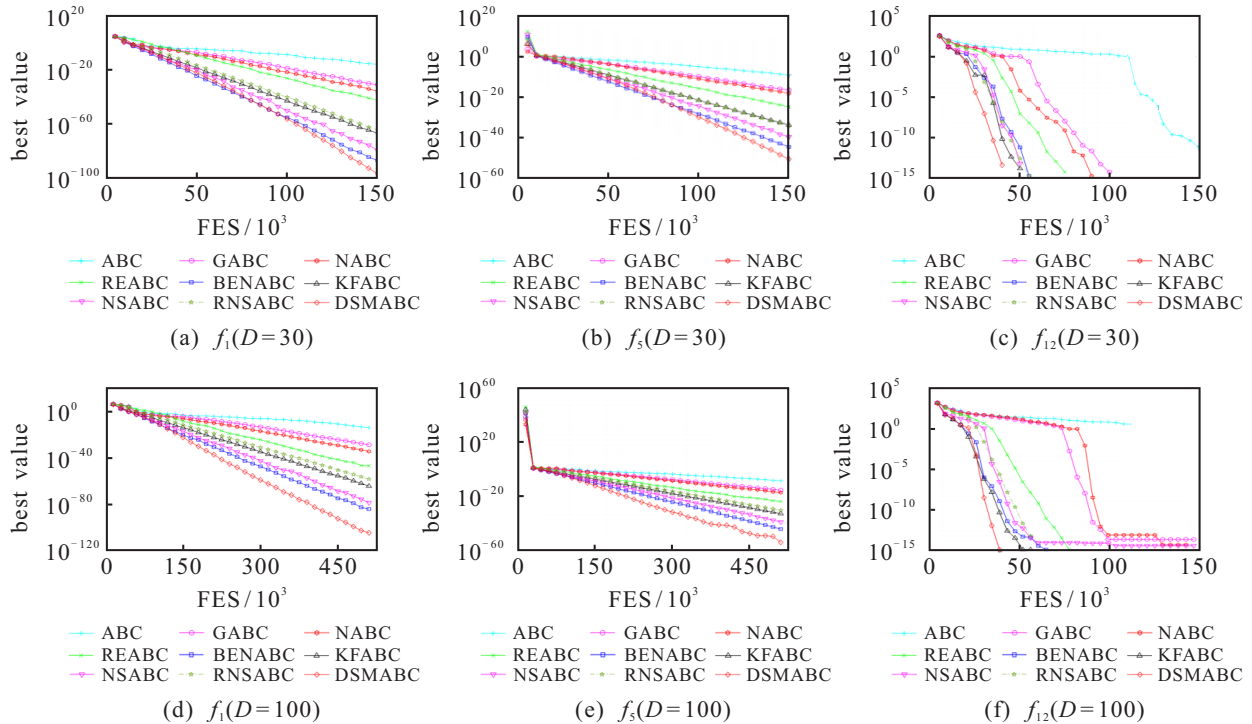 best value
10^20
10^-20
10^-60
10^-100
0 50 100 150
FES/10^3
ABC GABC NABC
REABC BENABC KFABC
NSABC RNSABC DSMABC
(a) f_1(D=30)
best value
10^20
10^0
10^-20
10^-40
10^-60
0 50 100 150
FES/10^3
ABC GABC NABC
REABC BENABC KFABC
NSABC RNSABC DSMABC
(b) f_5(D=30)
best value
10^5
10^0
10^-5
10^-10
10^-15
0 50 100 150
FES/10^3
ABC GABC NABC
REABC BENABC KFABC
NSABC RNSABC DSMABC
(c) f_12(D=30)
best value
10^0
10^-40
10^-80
10^-120
0 150 300 450
FES/10^3
ABC GABC NABC
REABC BENABC KFABC
NSABC RNSABC DSMABC
(d) f_1(D=100)
best value
10^60
10^20
10^-20
10^-60
0 150 300 450
FES/10^3
ABC GABC NABC
REABC BENABC KFABC
NSABC RNSABC DSMABC
(e) f_5(D=100)
best value
10^5
10^0
10^-5
10^-10
10^-15
0 50 100 150
FES/10^3
ABC GABC NABC
REABC BENABC KFABC
NSABC RNSABC DSMABC
(f) f_12(D=100)